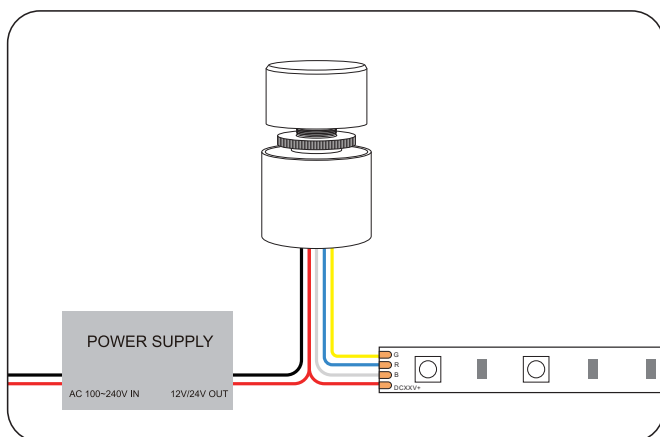 POWER SUPPLY
AC 100~240V IN 12V/24V OUT
G
R
B
DCXXV+